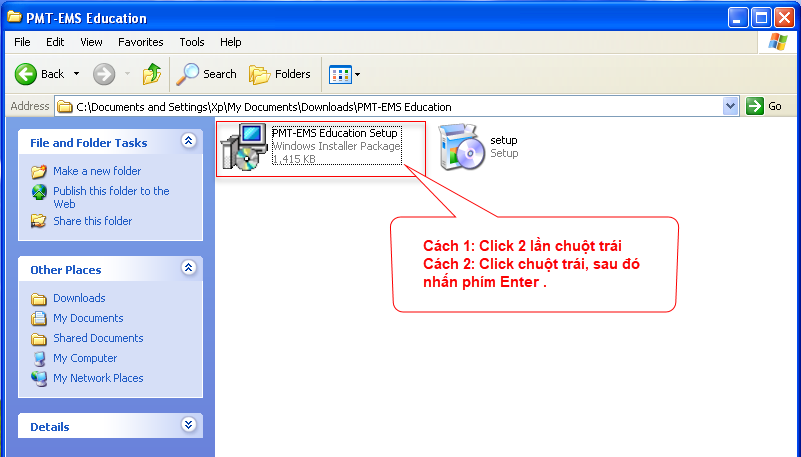 PMT-EMS Education
File Edit View Favorites Tools Help
Back Search Folders
Address C:\Documents and Settings\Xp\My Documents\Downloads\PMT-EMS Education Go
File and Folder Tasks
Make a new folder
Publish this folder to the
Web
Share this folder
Other Places
Downloads
My Documents
Shared Documents
My Computer
My Network Places
Details
PMT-EMS Education Setup
Windows Installer Package
1,415 KB
setup
Setup
Cách 1: Click 2 lần chuột trái
Cách 2: Click chuột trái, sau đó
nhấn phím Enter .